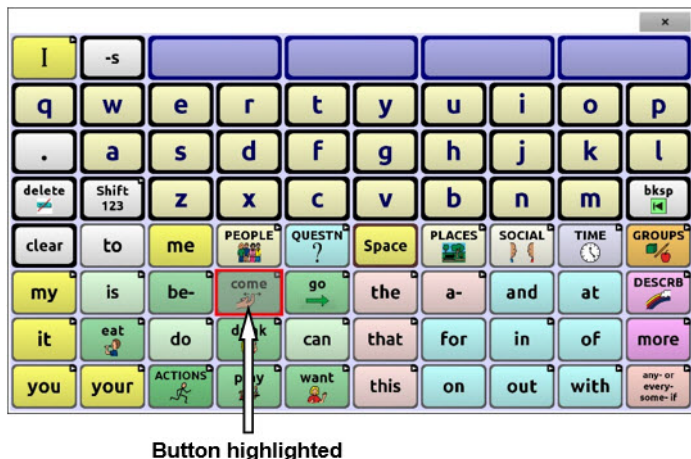 ×
I -s
q w e r t y u i o p
. a s d f g h j k l
delete Shift 123 z x c v b n m bksp
clear to me PEOPLE QUESTN ? Space PLACES SOCIAL TIME GROUPS
my is be- come go the a- and at DESCRB
it eat do can that for in of more
you your ACTIONS want this on out with any- or every- some- if
Button highlighted